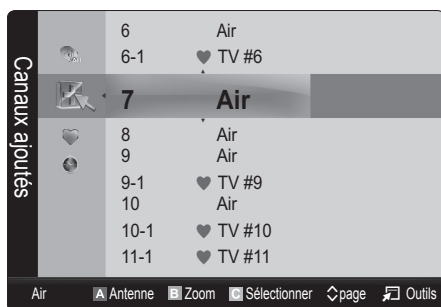 Canaux ajoutés
6 Air
6-1 ♥ TV #6
7 Air
8 Air
9 Air
9-1 ♥ TV #9
10 Air
10-1 ♥ TV #10
11-1 ♥ TV #11
Air A Antenne B Zoom C Sélectionner page Outils